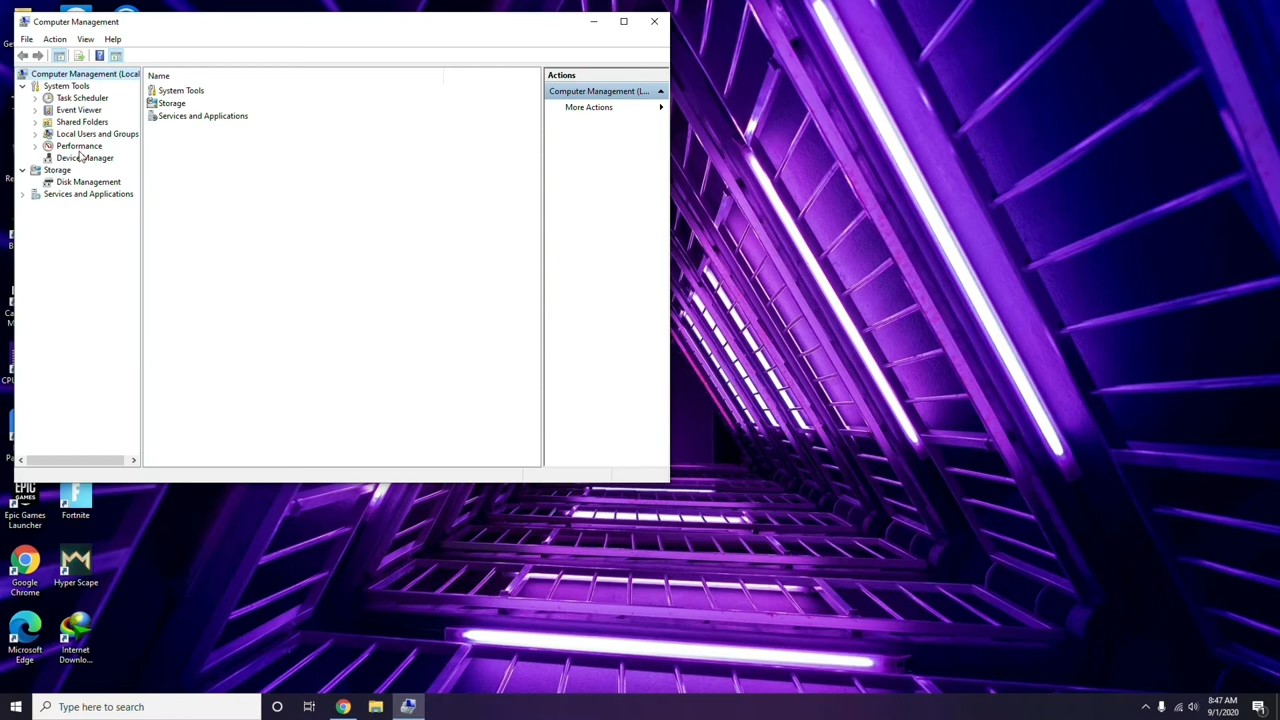 Computer Management
File Action View Help
Computer Management (Local
System Tools
Task Scheduler
Event Viewer
Shared Folders
Local Users and Groups
Performance
Device Manager
Storage
Disk Management
Services and Applications
Name
System Tools
Storage
Services and Applications
Actions
Computer Management (L...
More Actions
Epic Games
Launcher
Fortnite
Google
Chrome
Hyper Scape
Microsoft
Edge
Internet
Downlo...
Type here to search
8:47 AM
9/1/2020